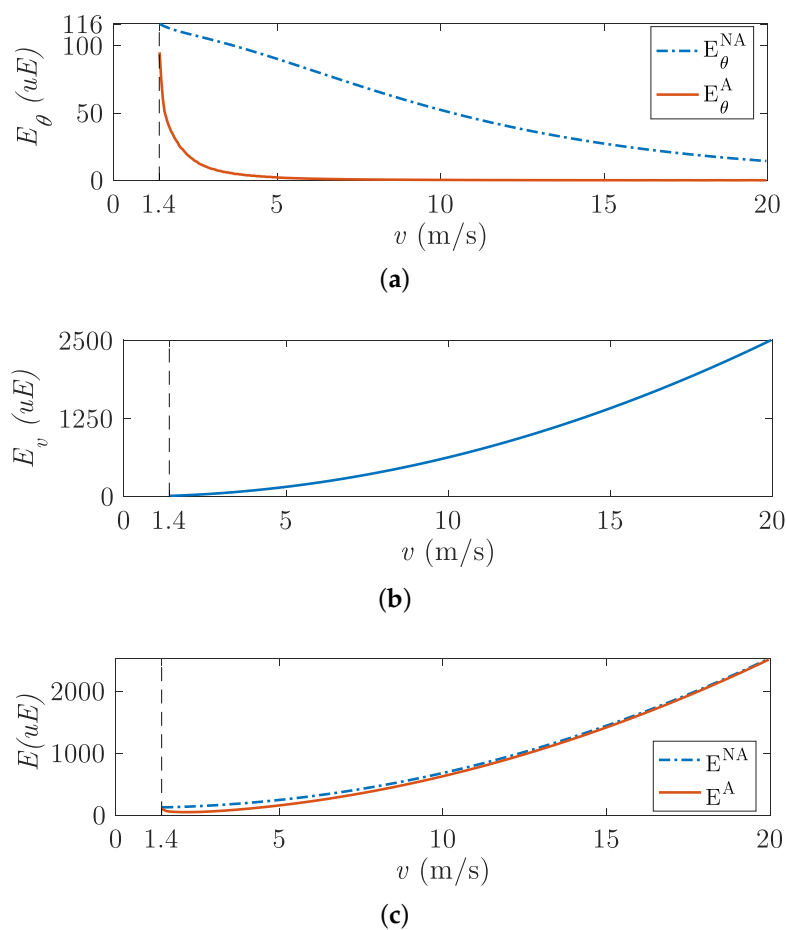 116
100
50
0
E_θ (uE)
E_θ^NA
E_θ^A
0 1.4 5 10 15 20
v (m/s)
(a)
2500
1250
0
E_v (uE)
0 1.4 5 10 15 20
v (m/s)
(b)
2000
1000
0
E(uE)
E^NA
E^A
0 1.4 5 10 15 20
v (m/s)
(c)